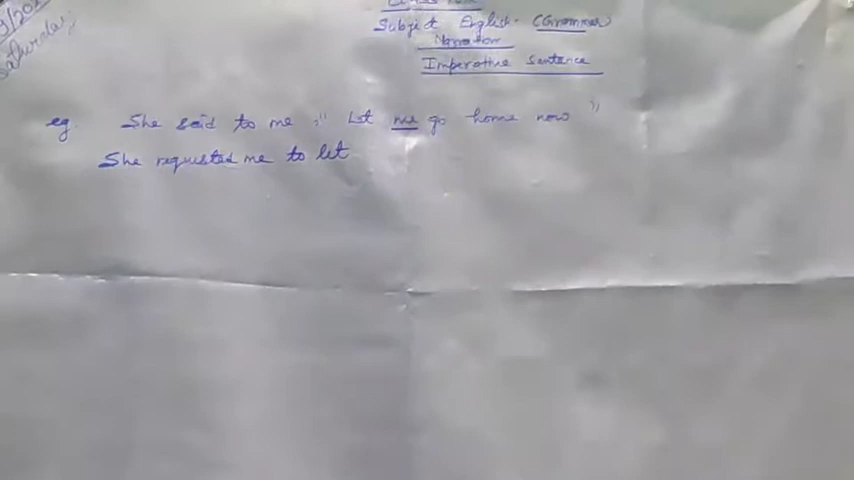 Saturday
Subject English (Grammar)
Narration
Imperative Sentence
eg. She said to me, " Let me go home now "
She requested me to let